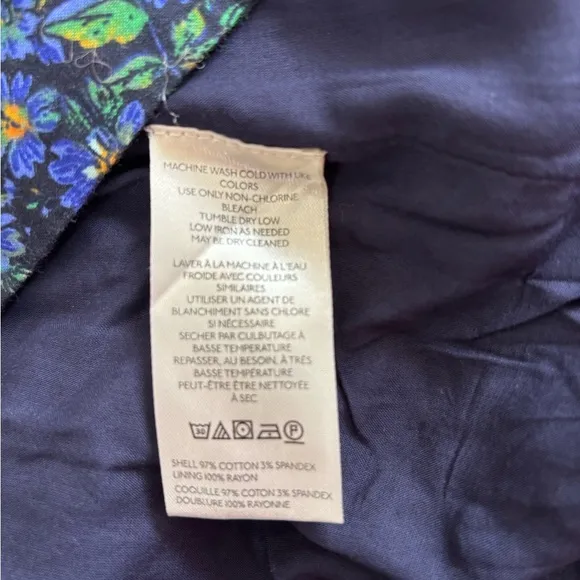 MACHINE WASH COLD WITH LIKE
COLORS
USE ONLY NON-CHLORINE
BLEACH
TUMBLE DRY LOW
LOW IRON AS NEEDED
MAY BE DRY CLEANED
LAVER À LA MACHINE À L'EAU
FROIDE AVEC COULEURS
SIMILAIRES
UTILISER UN AGENT DE
BLANCHIMENT SANS CHLORE
SI NÉCESSAIRE
SECHER PAR CULBUTAGE À
BASSE TEMPÉRATURE
REPASSER, AU BESOIN, À TRÈS
BASSE TEMPÉRATURE
PEUT-ÊTRE ÊTRE NETTOYÉE
À SEC
30 P
SHELL 97% COTTON 3% SPANDEX
LINING 100% RAYON
COQUILLE 97% COTON 3% SPANDEX
DOUBLURE 100% RAYONNE